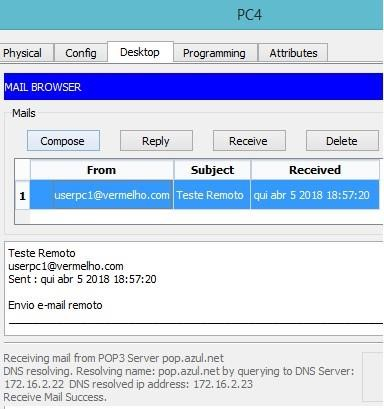 PC4
Physical Config Desktop Programming Attributes
MAIL BROWSER
Mails
Compose Reply Receive Delete
From Subject Received
1 userpc1@vermelho.com Teste Remoto qui abr 5 2018 18:57:20
Teste Remoto
userpc1@vermelho.com
Sent : qui abr 5 2018 18:57:20
Envio e-mail remoto
Receiving mail from POP3 Server pop.azul.net
DNS resolving. Resolving name: pop.azul.net by querying to DNS Server:
172.16.2.22 DNS resolved ip address: 172.16.2.23
Receive Mail Success.